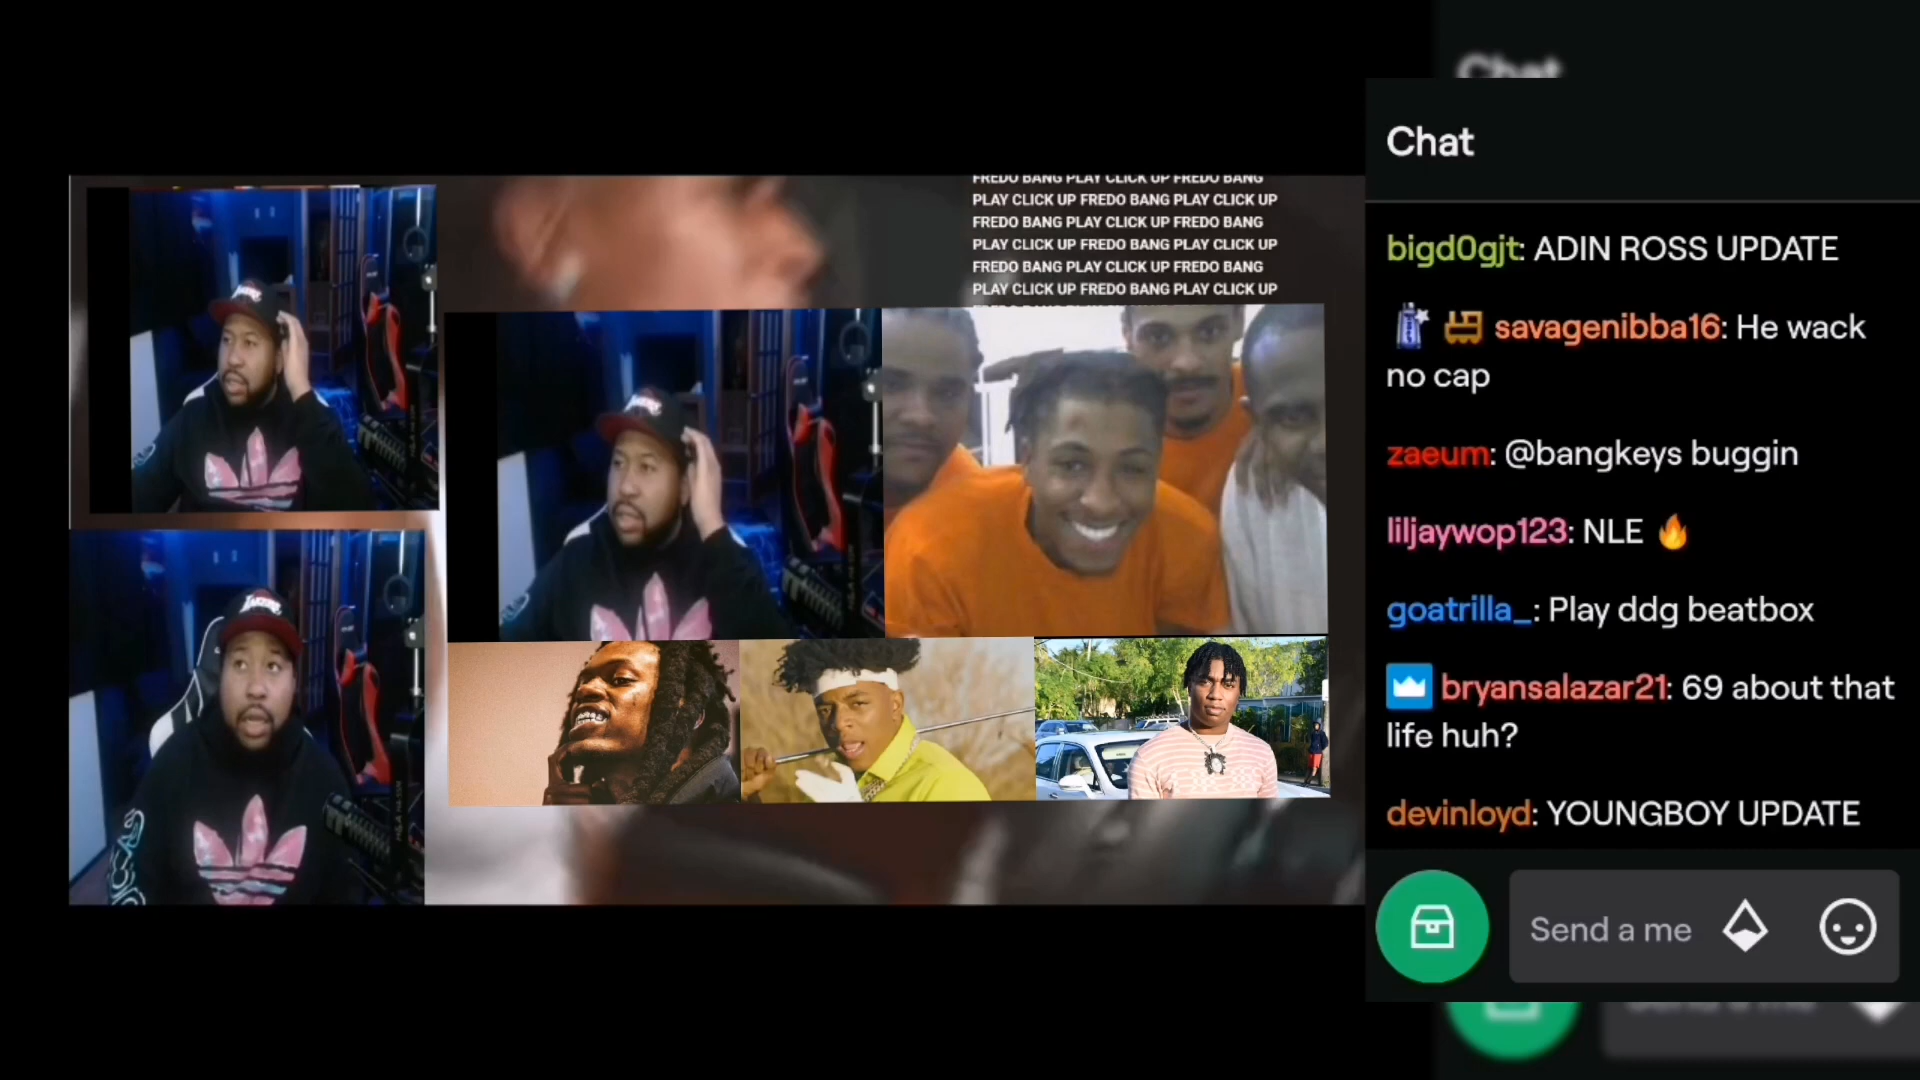 Chat
FREDO BANG PLAY CLICK UP FREDO BANG
PLAY CLICK UP FREDO BANG PLAY CLICK UP
FREDO BANG PLAY CLICK UP FREDO BANG
PLAY CLICK UP FREDO BANG PLAY CLICK UP
FREDO BANG PLAY CLICK UP FREDO BANG
PLAY CLICK UP FREDO BANG PLAY CLICK UP
Chat
bigd0gjt: ADIN ROSS UPDATE
savagenibba16: He wack
no cap
zaeum: @bangkeys buggin
liljaywop123: NLE 🔥
goatrilla_: Play ddg beatbox
bryansalazar21: 69 about that
life huh?
devinloyd: YOUNGBOY UPDATE
Send a me